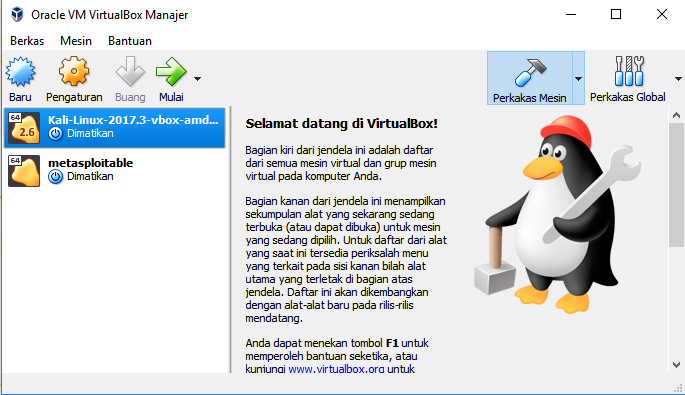 Oracle VM VirtualBox Manajer
Berkas Mesin Bantuan
Baru Pengaturan Buang Mulai Perkakas Mesin Perkakas Global
64
2.6
Kali-Linux-2017.3-vbox-amd...
Dimatikan
64
metasploitable
Dimatikan
Selamat datang di VirtualBox!
Bagian kiri dari jendela ini adalah daftar
dari semua mesin virtual dan grup mesin
virtual pada komputer Anda.
Bagian kanan dari jendela ini menampilkan
sekumpulan alat yang sekarang sedang
terbuka (atau dapat dibuka) untuk mesin
yang sedang dipilih. Untuk daftar dari alat
yang saat ini tersedia periksalah menu
yang terkait pada sisi kanan bilah alat
utama yang terletak di bagian atas
jendela. Daftar ini akan dikembangkan
dengan alat-alat baru pada rilis-rilis
mendatang.
Anda dapat menekan tombol F1 untuk
memperoleh bantuan seketika, atau
kunjungi www.virtualbox.org untuk